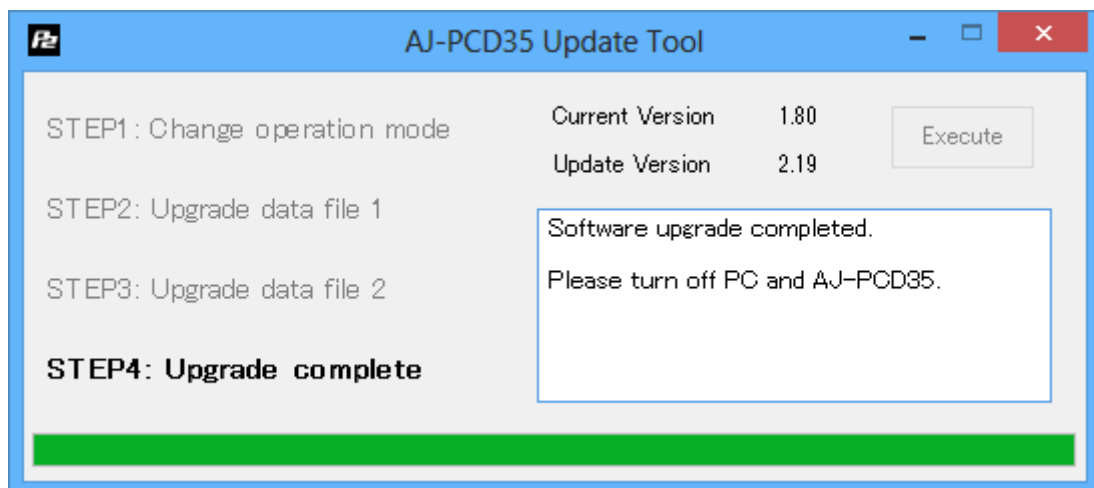 P2
AJ-PCD35 Update Tool
STEP1: Change operation mode
Current Version 1.80
Execute
Update Version 2.19
STEP2: Upgrade data file 1
Software upgrade completed.
Please turn off PC and AJ-PCD35.
STEP3: Upgrade data file 2
STEP4: Upgrade complete